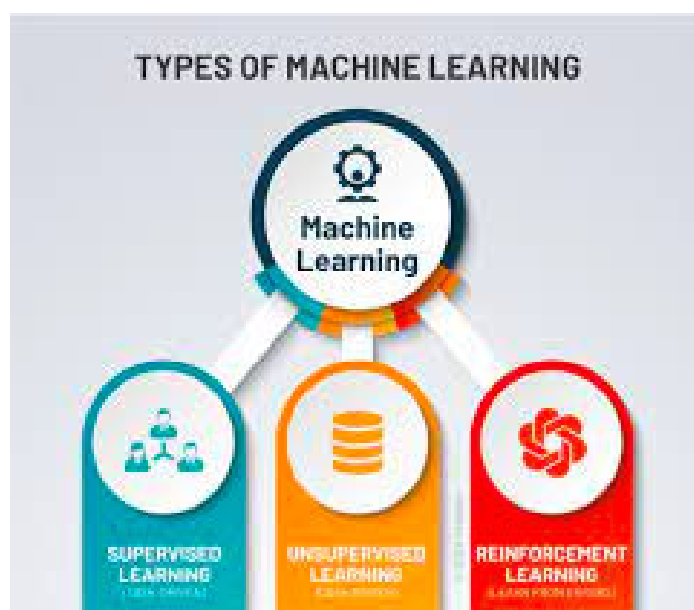 TYPES OF MACHINE LEARNING
Machine
Learning
SUPERVISED
LEARNING
UNSUPERVISED
LEARNING
REINFORCEMENT
LEARNING